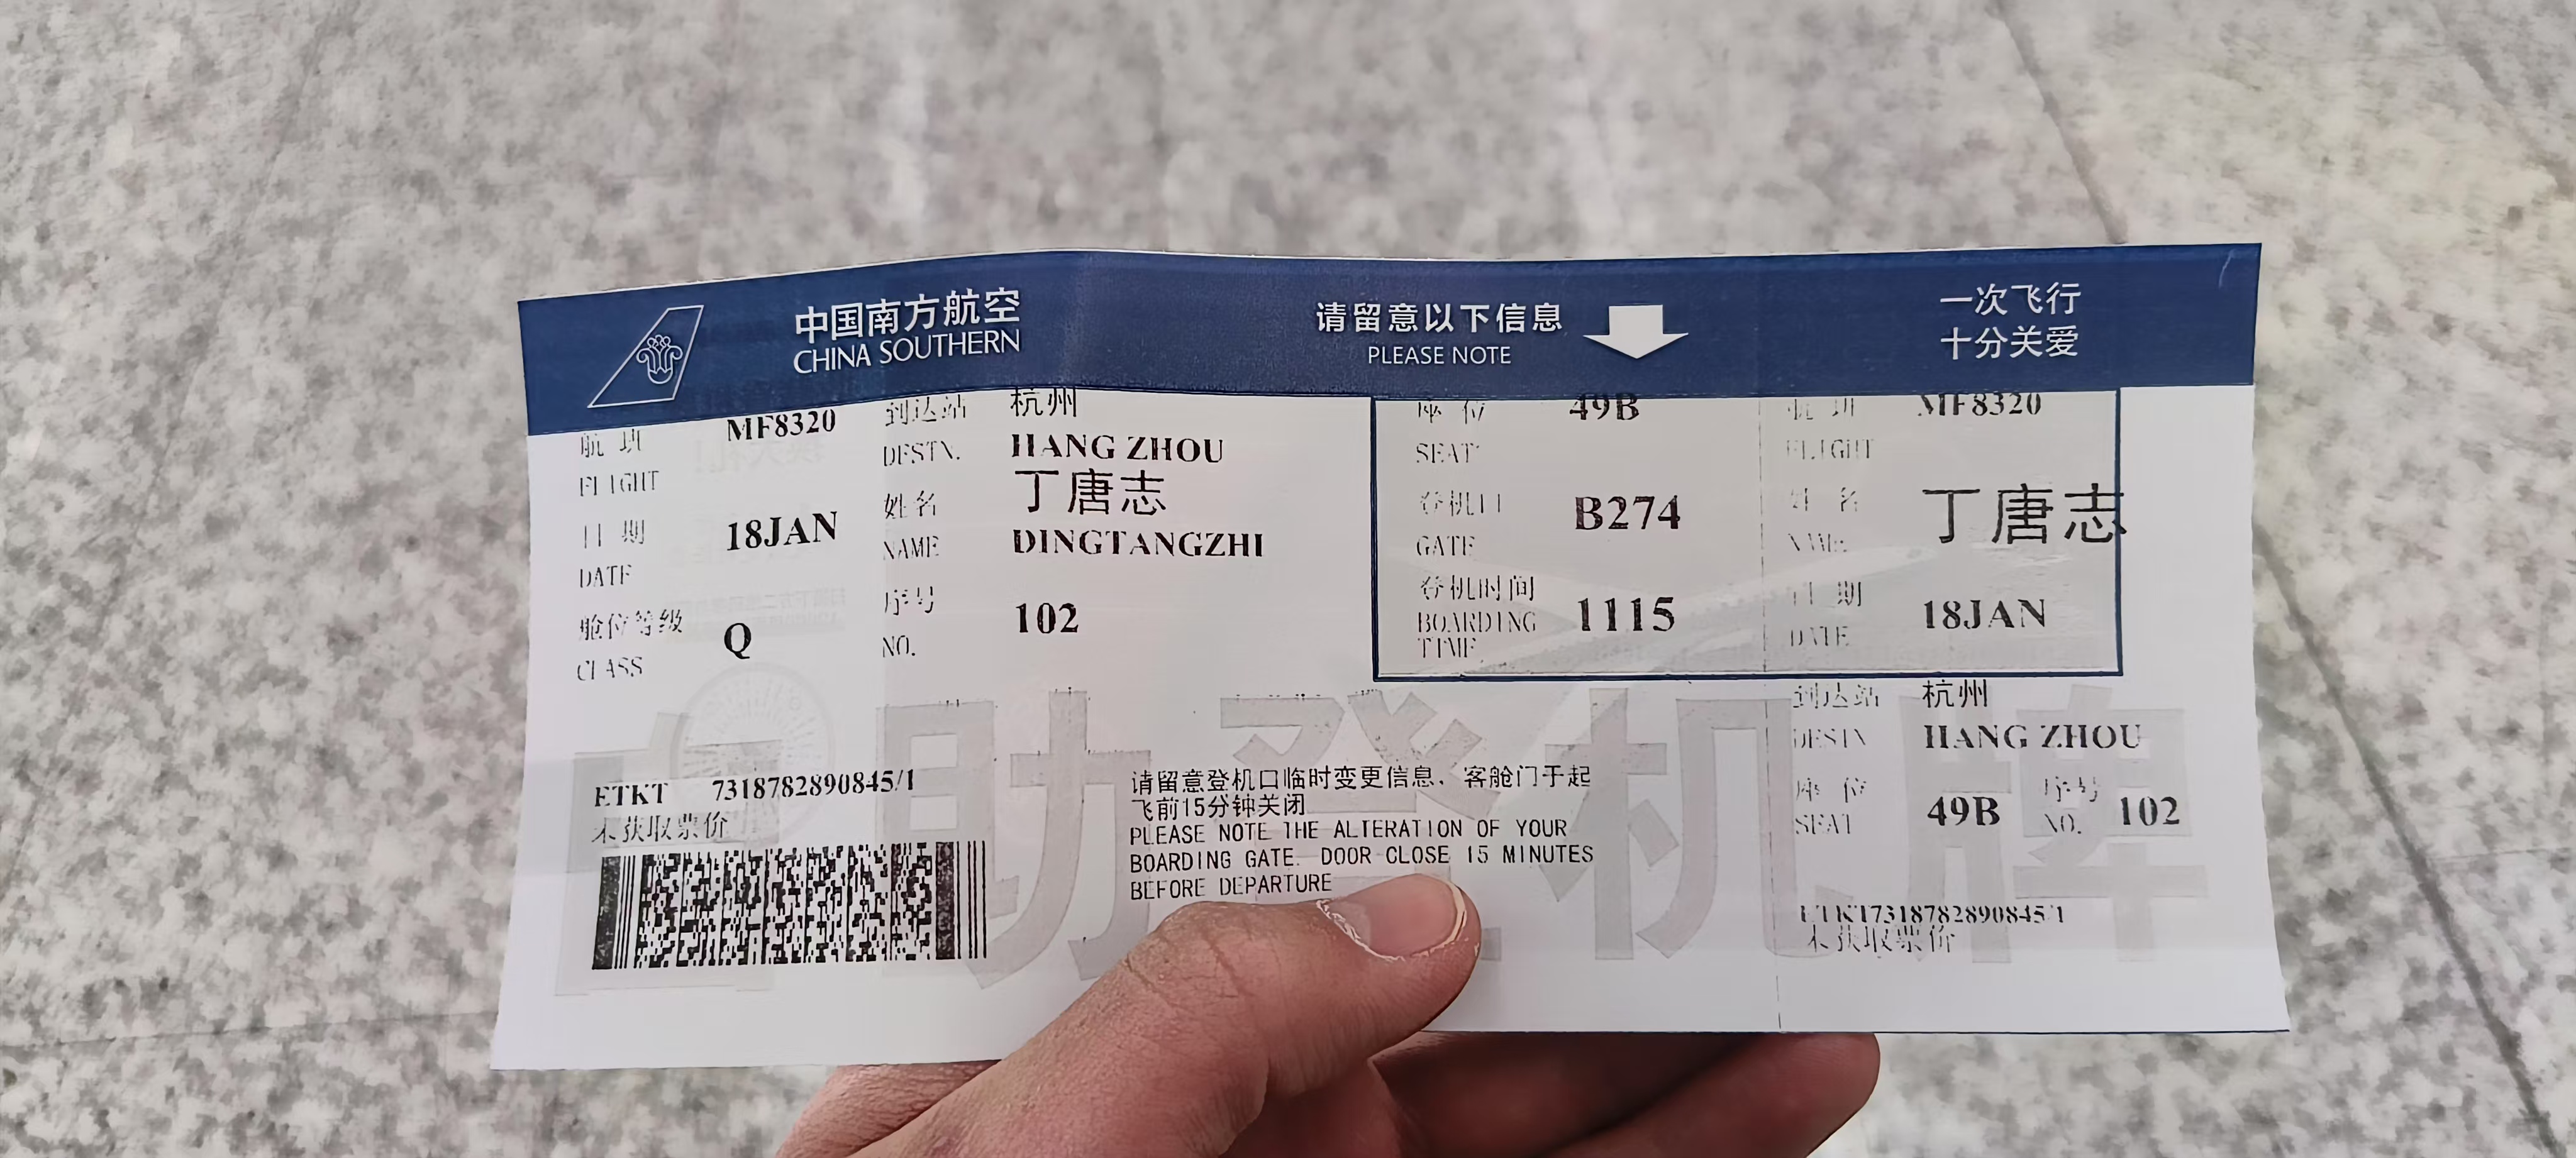 中国南方航空
CHINA SOUTHERN
请留意以下信息
PLEASE NOTE
一次飞行
十分关爱
航班 MF8320
FLIGHT
日期 18JAN
DATE
舱位等级 Q
CLASS
到达站 杭州
DESTN. HANG ZHOU
姓名 丁唐志
NAME DINGTANGZHI
序号 102
NO.
座位 49B
SEAT
登机口 B274
GATE
登机时间 1115
BOARDING
TIME
航班 MF8320
FLIGHT
姓名 丁唐志
NAME
日期 18JAN
DATE
到达站 杭州
DESTN HANG ZHOU
座位 49B 序号 102
SEAT NO.
自助登机牌
ETKT 7318782890845/1
未获取票价
请留意登机口临时变更信息、客舱门于起
飞前15分钟关闭
PLEASE NOTE THE ALTERATION OF YOUR
BOARDING GATE. DOOR CLOSE 15 MINUTES
BEFORE DEPARTURE
ETKT7318782890845/1
未获取票价